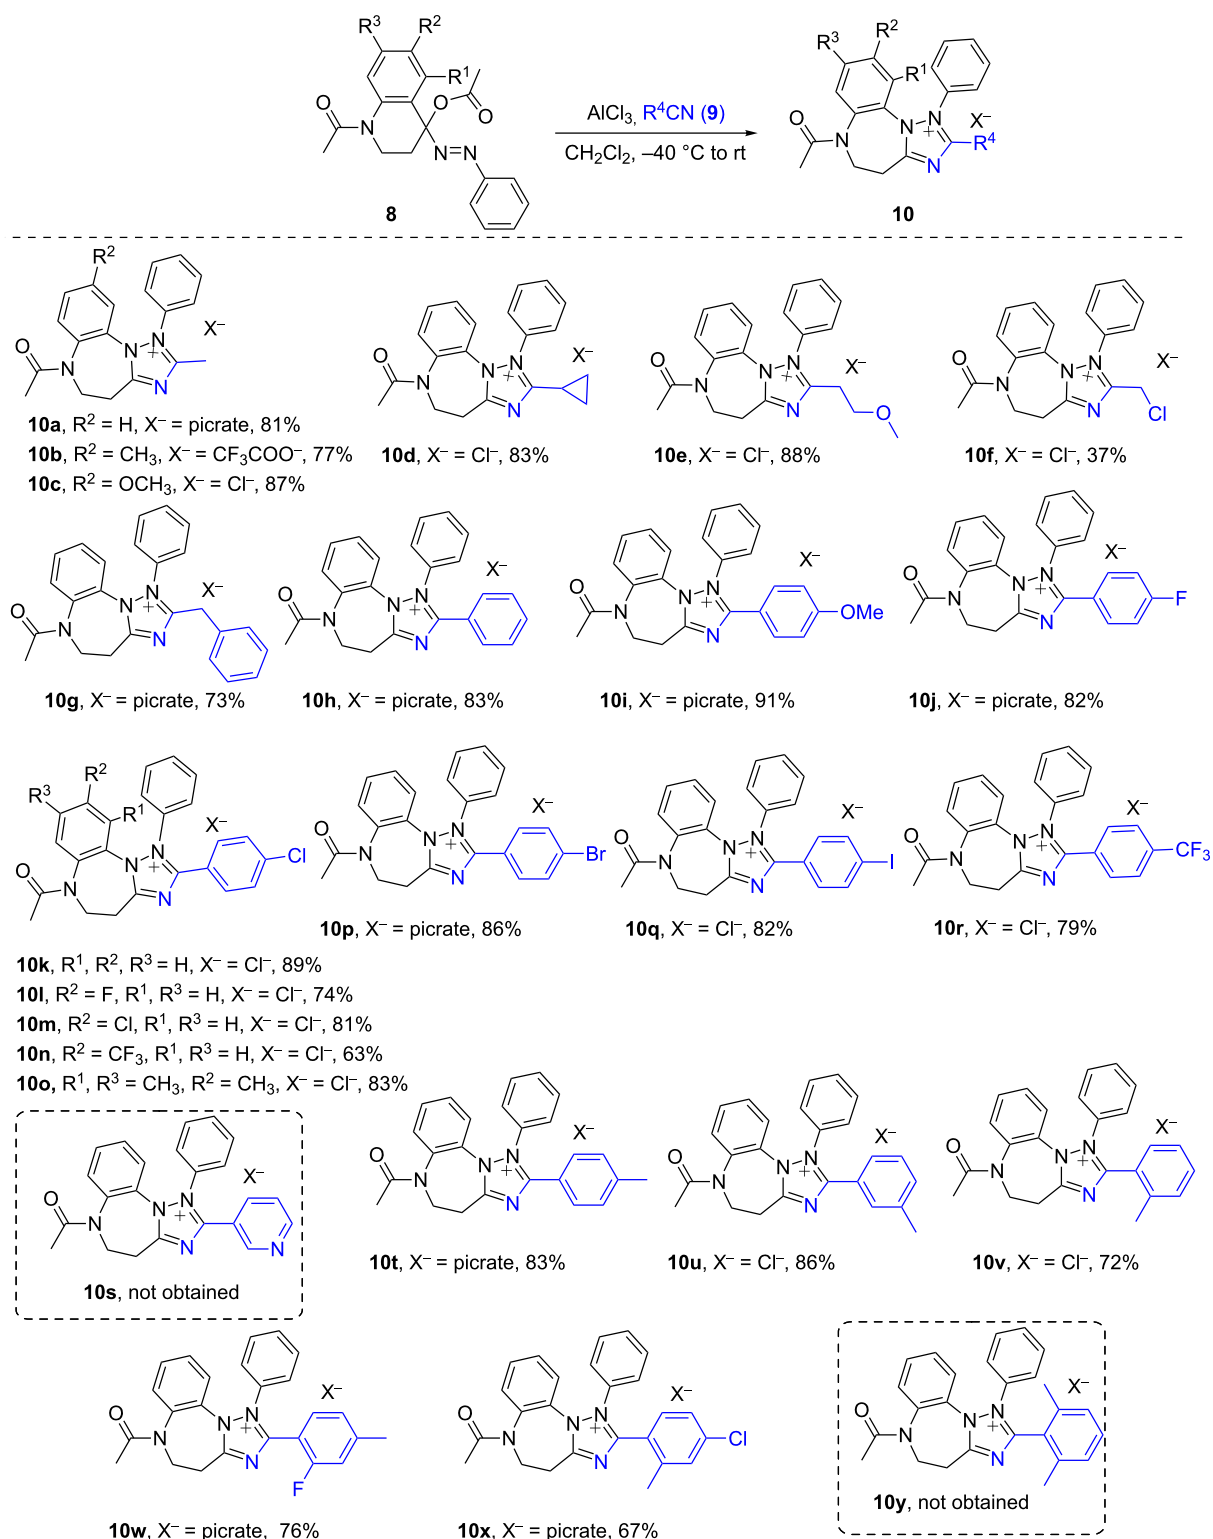 R³ R² R¹ O O O N N=N
AlCl₃, R⁴CN (9)
CH₂Cl₂, –40 °C to rt
R³ R² R¹ O N N N + X⁻ R⁴ N
8
10
R² O N N N + N X⁻
O N N N + N X⁻
O N N N + N X⁻ O
O N N N + N X⁻ Cl
10a, R² = H, X⁻ = picrate, 81%
10b, R² = CH₃, X⁻ = CF₃COO⁻, 77%
10c, R² = OCH₃, X⁻ = Cl⁻, 87%
10d, X⁻ = Cl⁻, 83%
10e, X⁻ = Cl⁻, 88%
10f, X⁻ = Cl⁻, 37%
O N N N + N X⁻
O N N N + N X⁻
O N N N + N X⁻ OMe
O N N N + N X⁻ F
10g, X⁻ = picrate, 73%
10h, X⁻ = picrate, 83%
10i, X⁻ = picrate, 91%
10j, X⁻ = picrate, 82%
R³ R² R¹ O N N N + N X⁻ Cl
O N N N + N X⁻ Br
O N N N + N X⁻ I
O N N N + N X⁻ CF₃
10k, R¹, R², R³ = H, X⁻ = Cl⁻, 89%
10l, R² = F, R¹, R³ = H, X⁻ = Cl⁻, 74%
10m, R² = Cl, R¹, R³ = H, X⁻ = Cl⁻, 81%
10n, R² = CF₃, R¹, R³ = H, X⁻ = Cl⁻, 63%
10o, R¹, R³ = CH₃, R² = CH₃, X⁻ = Cl⁻, 83%
10p, X⁻ = picrate, 86%
10q, X⁻ = Cl⁻, 82%
10r, X⁻ = Cl⁻, 79%
O N N N + N X⁻ N
O N N N + N X⁻
O N N N + N X⁻
O N N N + N X⁻
10s, not obtained
10t, X⁻ = picrate, 83%
10u, X⁻ = Cl⁻, 86%
10v, X⁻ = Cl⁻, 72%
O N N N + N X⁻ F
O N N N + N X⁻ Cl
O N N N + N X⁻
10w, X⁻ = picrate, 76%
10x, X⁻ = picrate, 67%
10y, not obtained